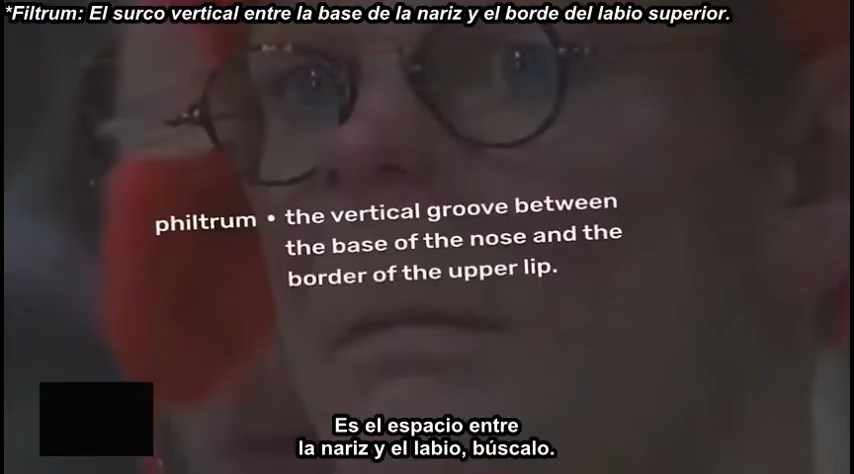 *Filtrum: El surco vertical entre la base de la nariz y el borde del labio superior.
philtrum • the vertical groove between
the base of the nose and the
border of the upper lip.
Es el espacio entre
la nariz y el labio, búscalo.